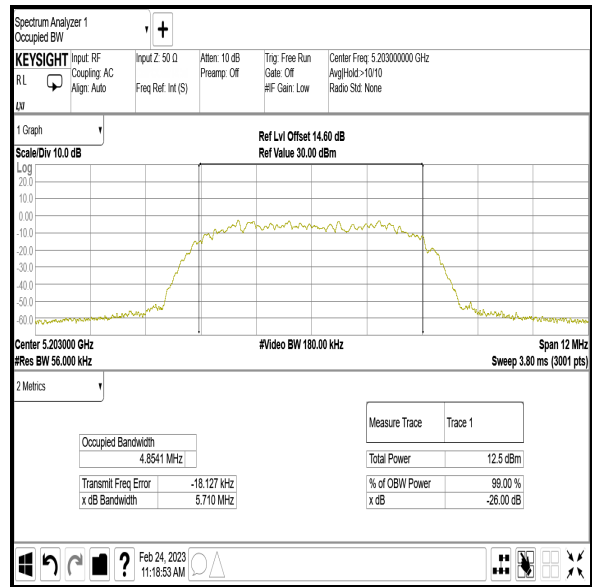 Spectrum Analyzer 1
Occupied BW
KEYSIGHT Input: RF Input Z: 50 Ω Atten: 10 dB Trig: Free Run Center Freq: 5.203000000 GHz
RL Coupling: AC Preamp: Off Gate: Off Avg|Hold:>10/10
Align: Auto Freq Ref: Int (S) #IF Gain: Low Radio Std: None
LXI
1 Graph
Ref Lvl Offset 14.60 dB
Scale/Div 10.0 dB Ref Value 30.00 dBm
Log
20.0
10.0
0.00
-10.0
-20.0
-30.0
-40.0
-50.0
-60.0
Center 5.203000 GHz #Video BW 180.00 kHz Span 12 MHz
#Res BW 56.000 kHz Sweep 3.80 ms (3001 pts)
2 Metrics
Measure Trace Trace 1
Occupied Bandwidth
4.8541 MHz Total Power 12.5 dBm
Transmit Freq Error -18.127 kHz % of OBW Power 99.00 %
x dB Bandwidth 5.710 MHz x dB -26.00 dB
? Feb 24, 2023
11:18:53 AM